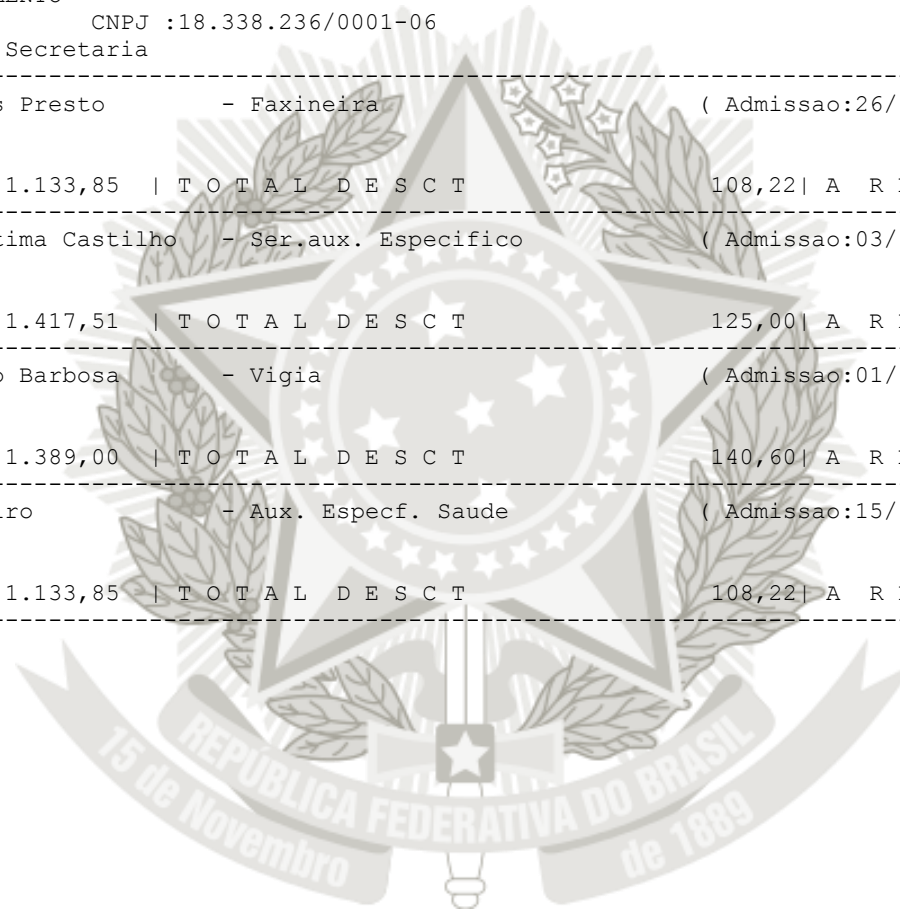 CNPJ :18.338.236/0001-06
Secretaria
--------------------------------------------------------------------------
s Presto - Faxineira ( Admissao:26/
1.133,85 | T O T A L D E S C T 108,22| A R
--------------------------------------------------------------------------
tima Castilho - Ser.aux. Especifico ( Admissao:03/
1.417,51 | T O T A L D E S C T 125,00| A R
--------------------------------------------------------------------------
o Barbosa - Vigia ( Admissao:01/
1.389,00 | T O T A L D E S C T 140,60| A R
--------------------------------------------------------------------------
iro - Aux. Especf. Saude ( Admissao:15/
1.133,85 | T O T A L D E S C T 108,22| A R
--------------------------------------------------------------------------
REPÚBLICA FEDERATIVA DO BRASIL
15 de Novembro de 1889